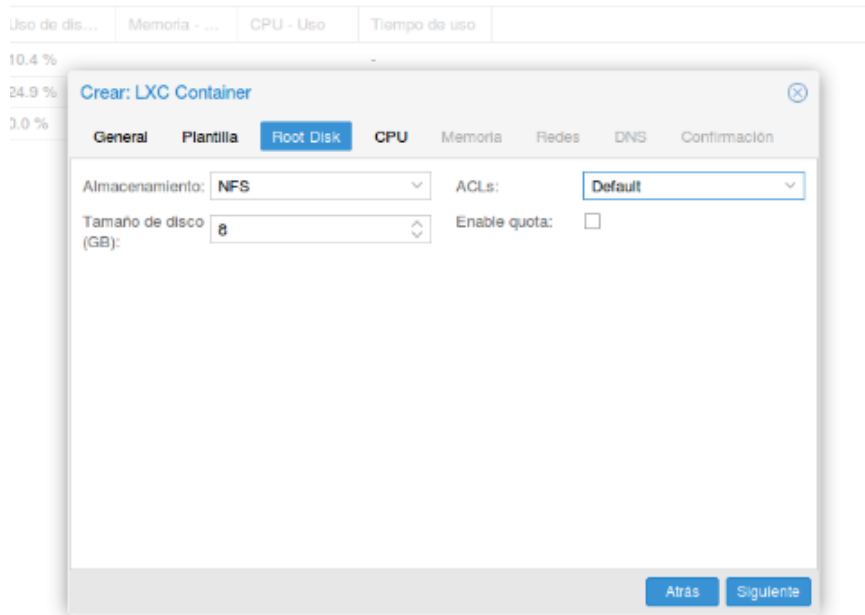 Uso de dis... Memoria - ... CPU - Uso Tiempo de uso
10.4 % -
24.9 %
0.0 %
Crear: LXC Container
General Plantilla Root Disk CPU Memoria Redes DNS Confirmación
Almacenamiento: NFS ACLs: Default
Tamaño de disco (GB): 8 Enable quota:
Atrás Siguiente